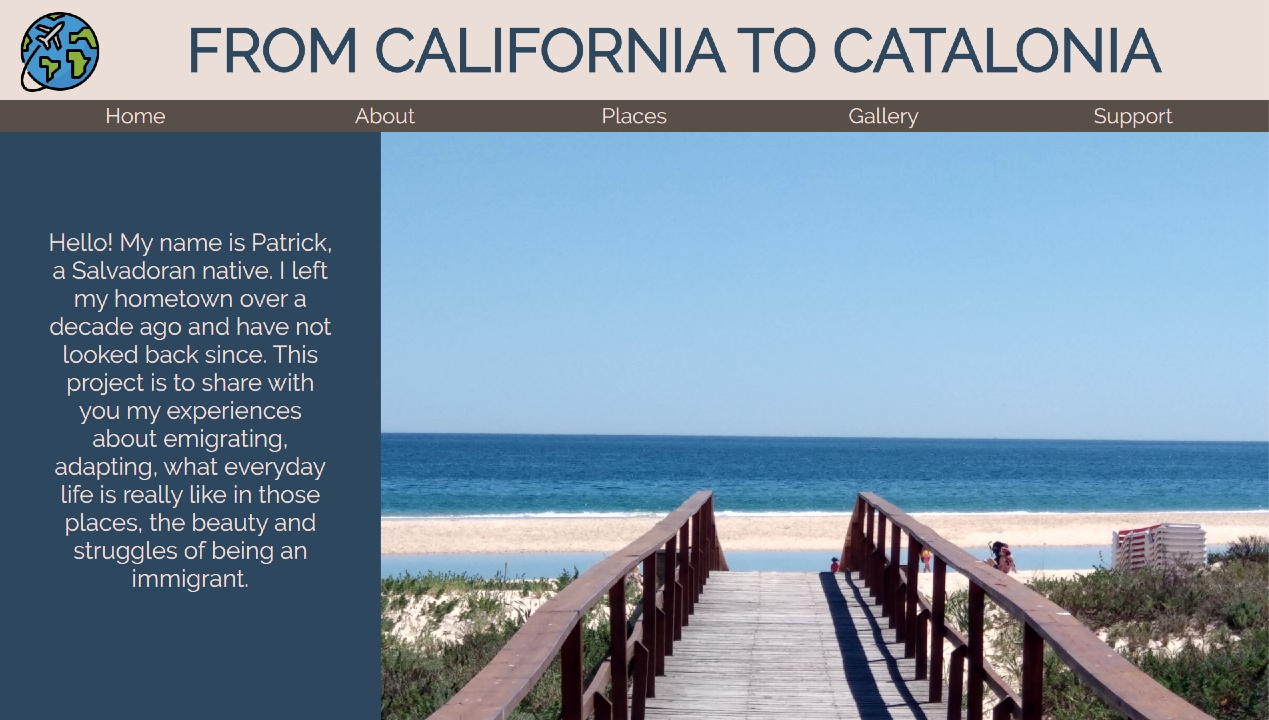 FROM CALIFORNIA TO CATALONIA
Home About Places Gallery Support
Hello! My name is Patrick,
a Salvadoran native. I left
my hometown over a
decade ago and have not
looked back since. This
project is to share with
you my experiences
about emigrating,
adapting, what everyday
life is really like in those
places, the beauty and
struggles of being an
immigrant.